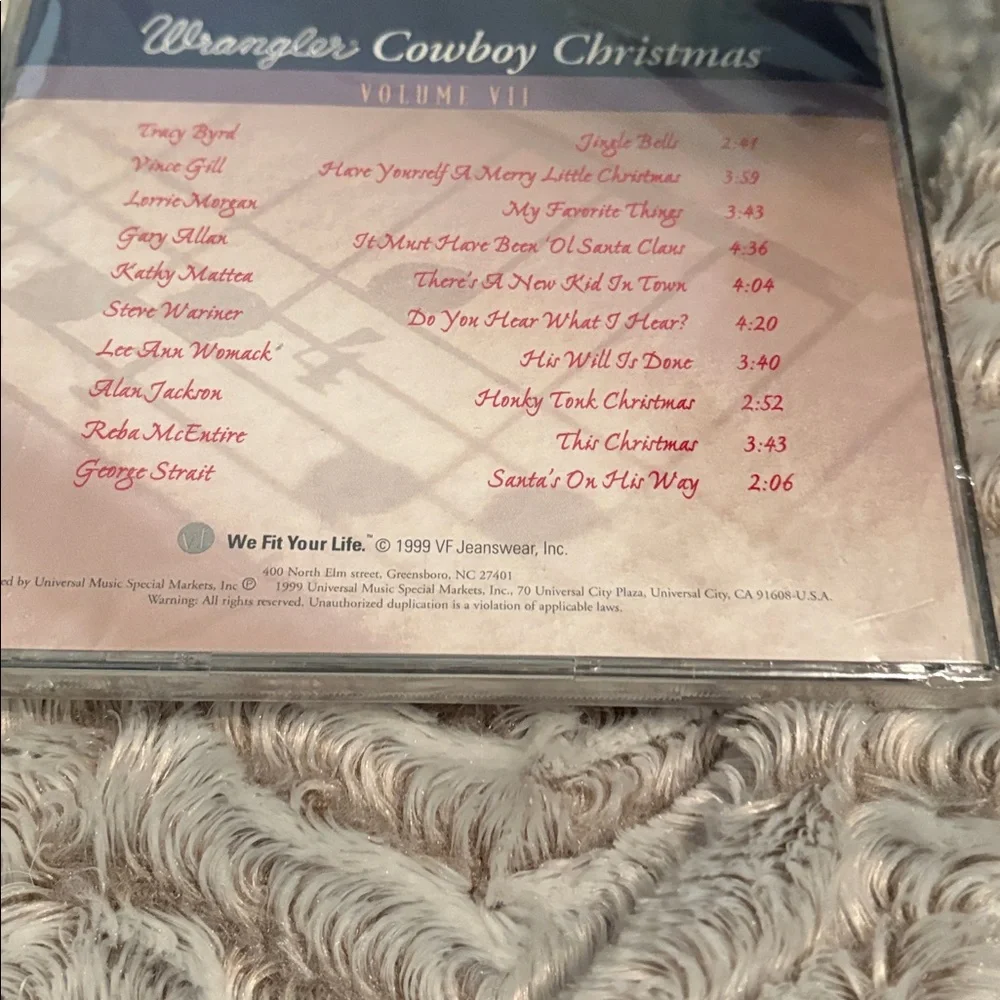 Wrangler Cowboy Christmas
VOLUME VII
Tracy Byrd Jingle Bells 2:41
Vince Gill Have Yourself A Merry Little Christmas 3:59
Lorrie Morgan My Favorite Things 3:43
Gary Allan It Must Have Been 'Ol Santa Claus 4:36
Kathy Mattea There's A New Kid In Town 4:04
Steve Wariner Do You Hear What I Hear? 4:20
Lee Ann Womack' His Will Is Done 3:40
Alan Jackson Honky Tonk Christmas 2:52
Reba McEntire This Christmas 3:43
George Strait Santa's On His Way 2:06
We Fit Your Life.™ © 1999 VF Jeanswear, Inc.
400 North Elm street, Greensboro, NC 27401
ed by Universal Music Special Markets, Inc ℗ 1999 Universal Music Special Markets, Inc., 70 Universal City Plaza, Universal City, CA 91608-U.S.A.
Warning: All rights reserved. Unauthorized duplication is a violation of applicable laws.